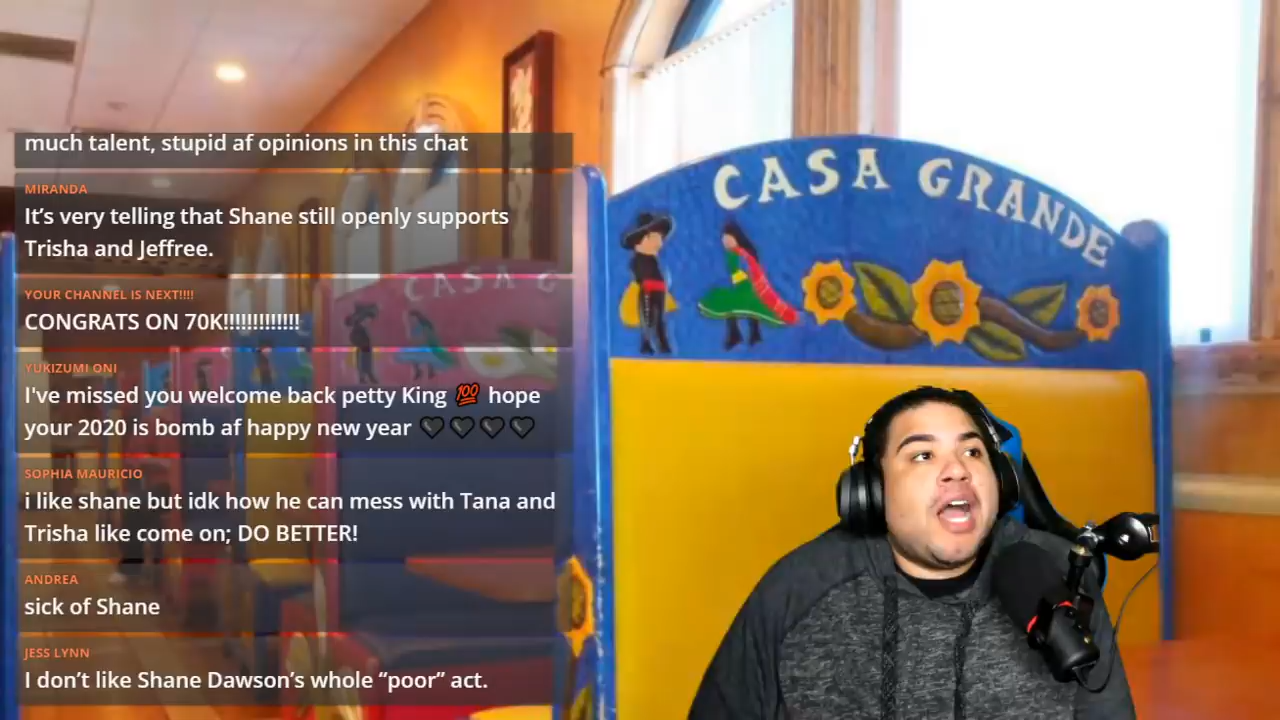 much talent, stupid af opinions in this chat
MIRANDA
It’s very telling that Shane still openly supports
Trisha and Jeffree.
YOUR CHANNEL IS NEXT!!!!
CONGRATS ON 70K!!!!!!!!!!!!!
YUKIZUMI ONI
I've missed you welcome back petty King 💯 hope
your 2020 is bomb af happy new year 🖤🖤🖤🖤
SOPHIA MAURICIO
i like shane but idk how he can mess with Tana and
Trisha like come on; DO BETTER!
ANDREA
sick of Shane
JESS LYNN
I don’t like Shane Dawson’s whole “poor” act.
CASA GRANDE
CASA G